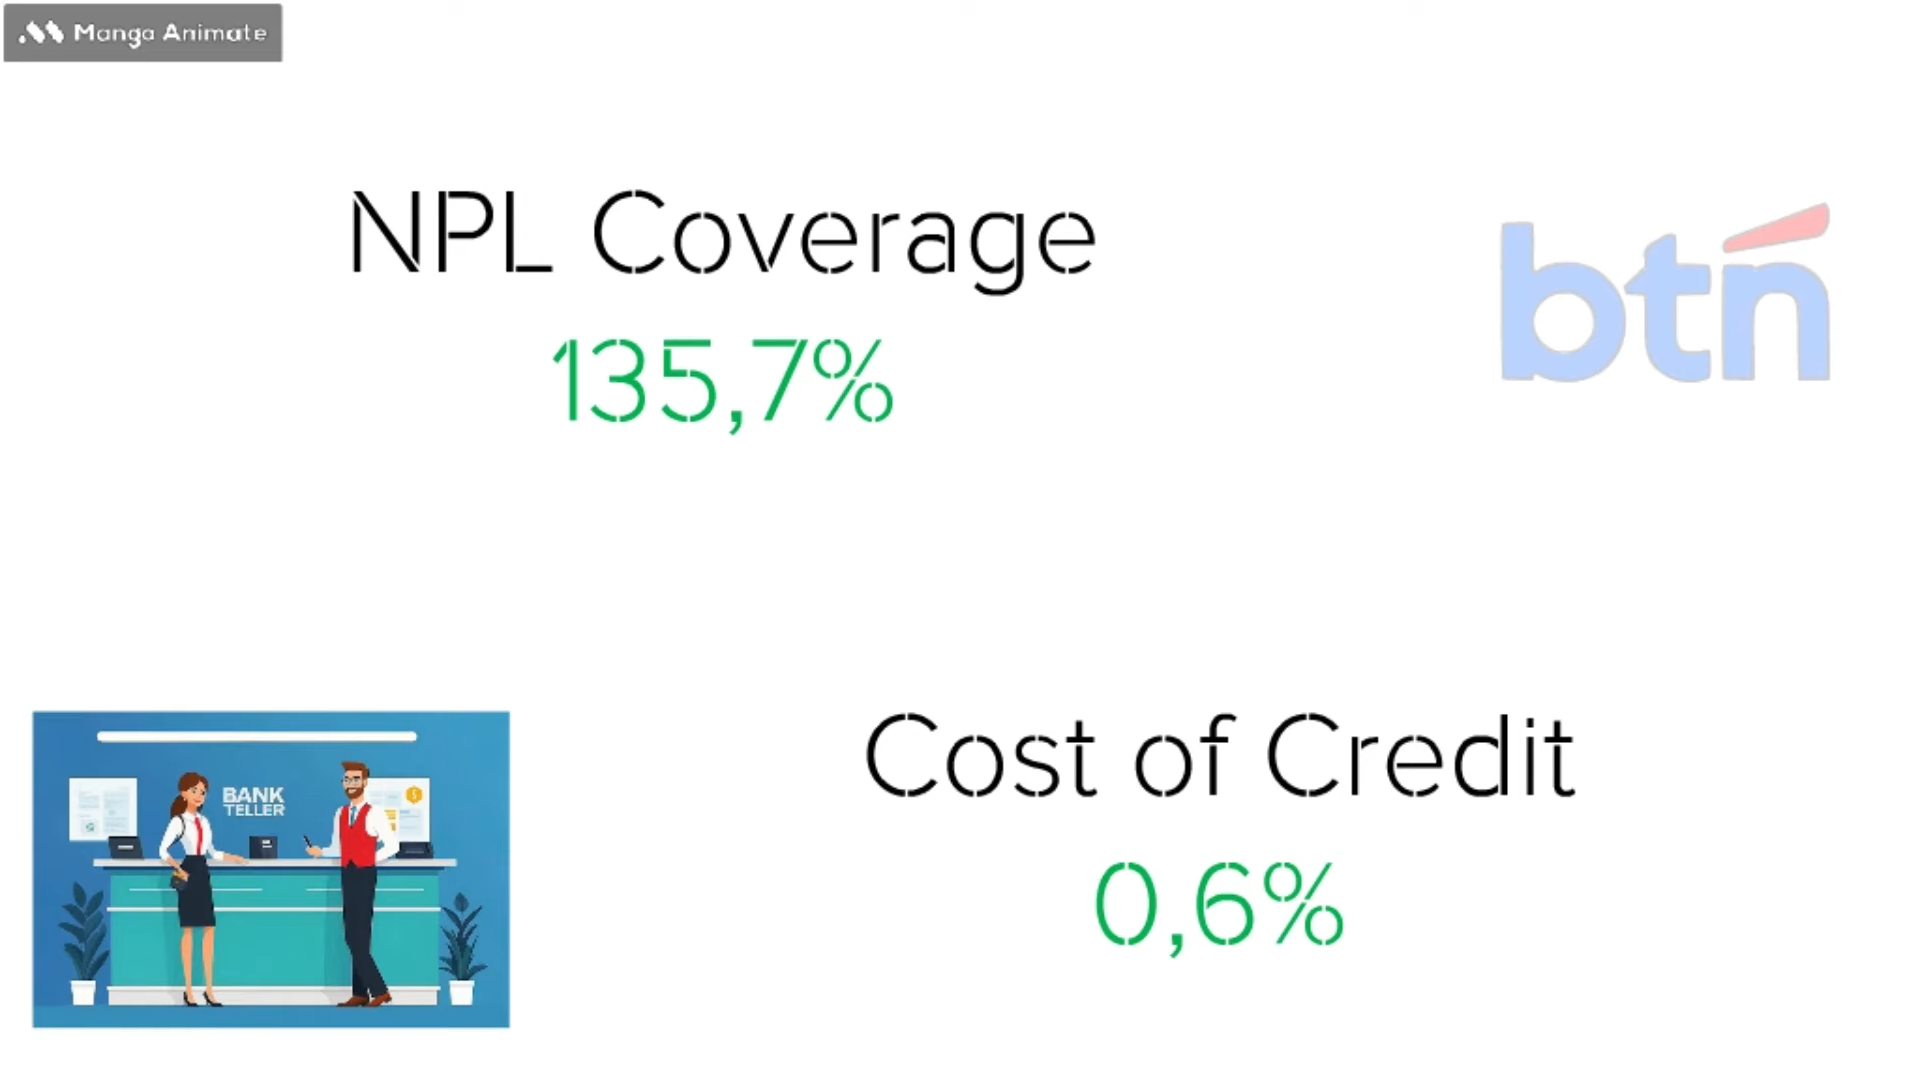 Manga Animate
NPL Coverage
135,7%
btn
BANK
TELLER
Cost of Credit
0,6%